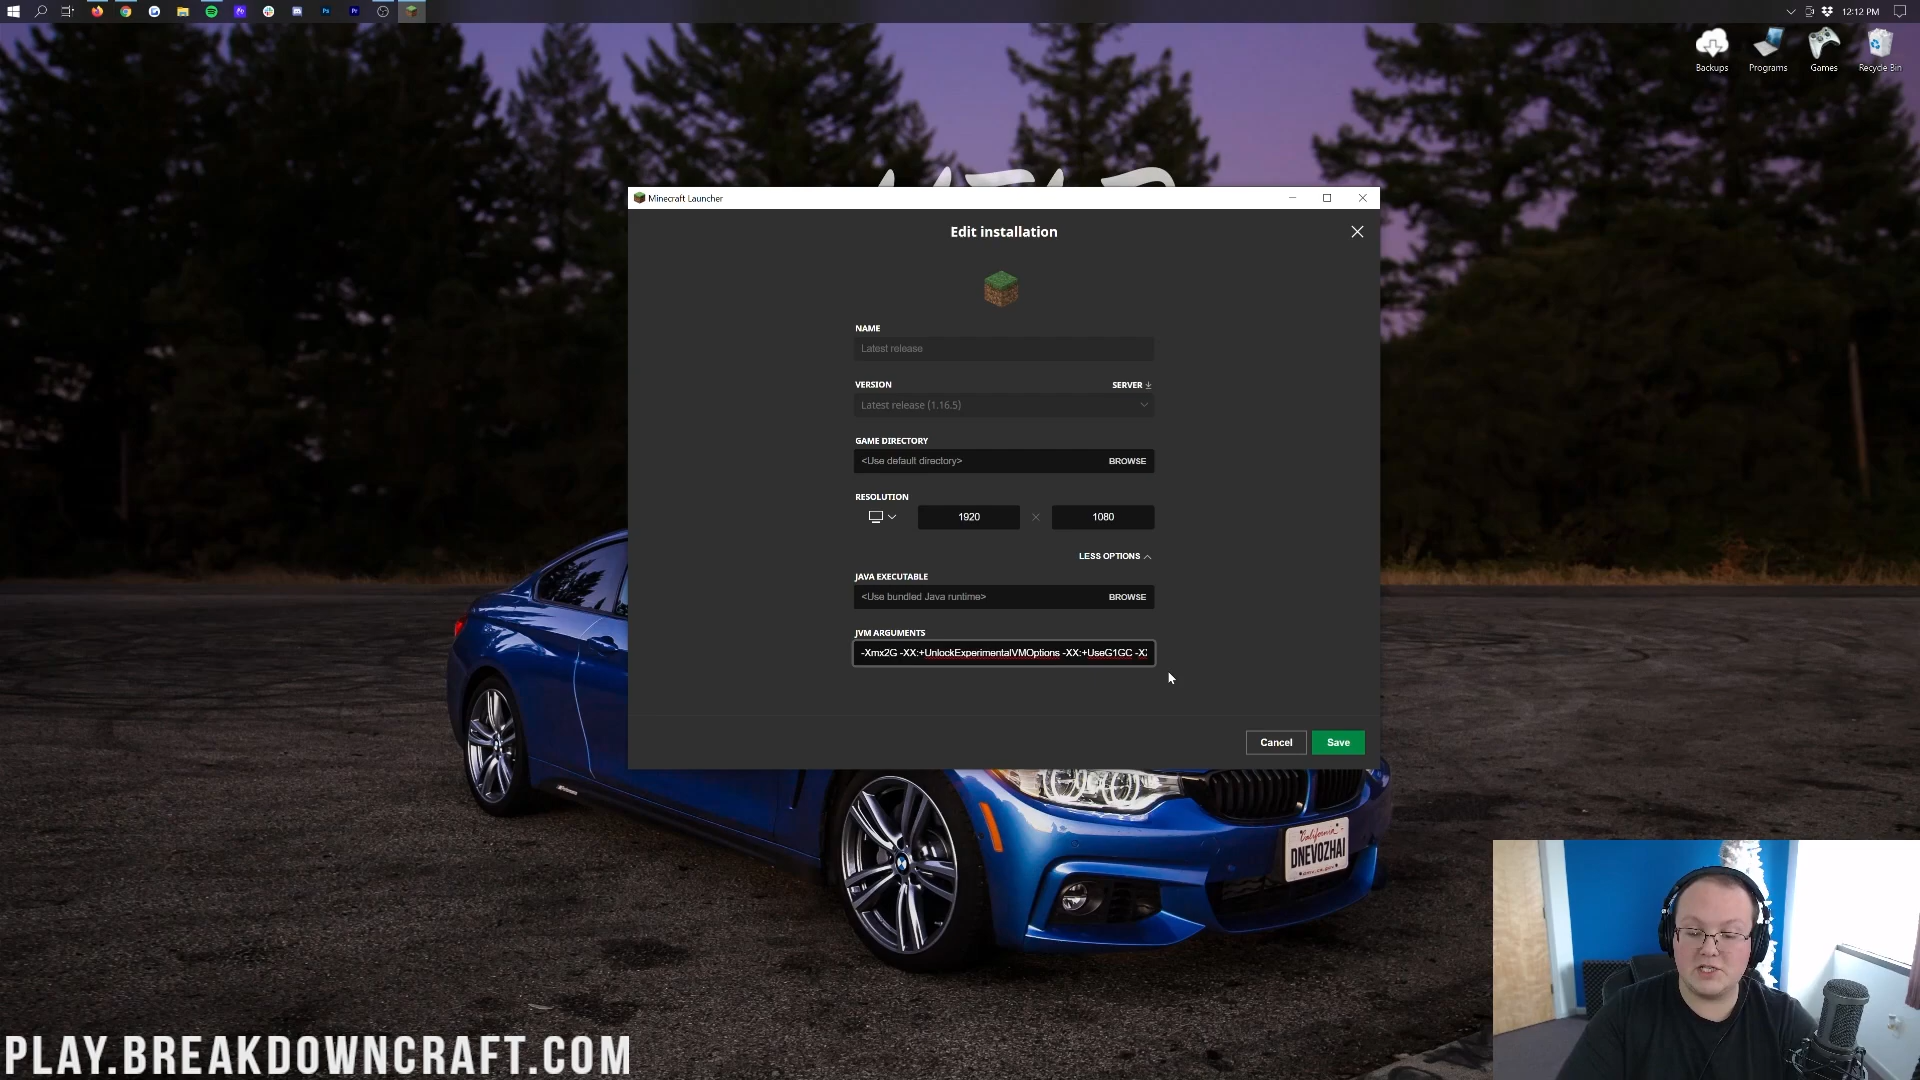 12:12 PM
Backups
Programs
Games
Recycle Bin
Minecraft Launcher
Edit installation
NAME
Latest release
VERSION
SERVER
Latest release (1.16.5)
GAME DIRECTORY
<Use default directory>
BROWSE
RESOLUTION
1920
1080
LESS OPTIONS
JAVA EXECUTABLE
<Use bundled Java runtime>
BROWSE
JVM ARGUMENTS
-Xmx2G -XX:+UnlockExperimentalVMOptions -XX:+UseG1GC -X
Cancel
Save
California
DNEVOZHAI
PLAY.BREAKDOWNCRAFT.COM